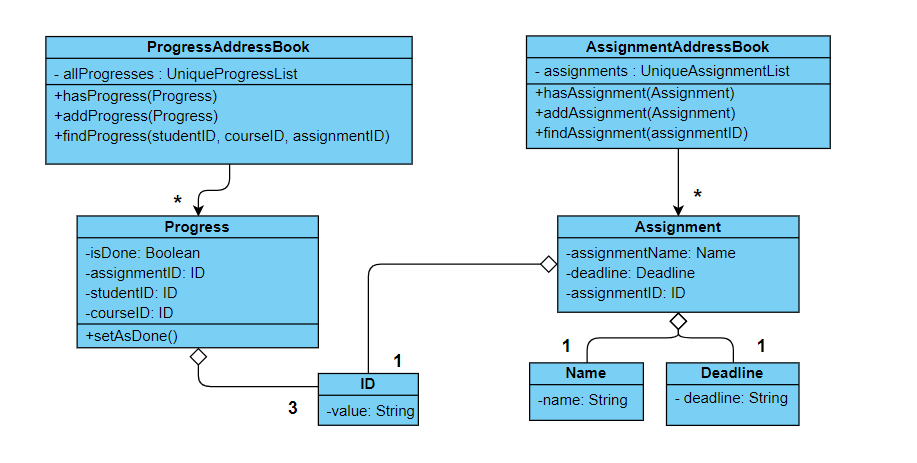 ProgressAddressBook
- allProgresses : UniqueProgressList
+hasProgress(Progress)
+addProgress(Progress)
+findProgress(studentID, courseID, assignmentID)
AssignmentAddressBook
- assignments : UniqueAssignmentList
+hasAssignment(Assignment)
+addAssignment(Assignment)
+findAssignment(assignmentID)
*
*
Progress
-isDone: Boolean
-assignmentID: ID
-studentID: ID
-courseID: ID
+setAsDone()
Assignment
-assignmentName: Name
-deadline: Deadline
-assignmentID: ID
1
1
1
3
ID
-value: String
Name
-name: String
Deadline
- deadline: String